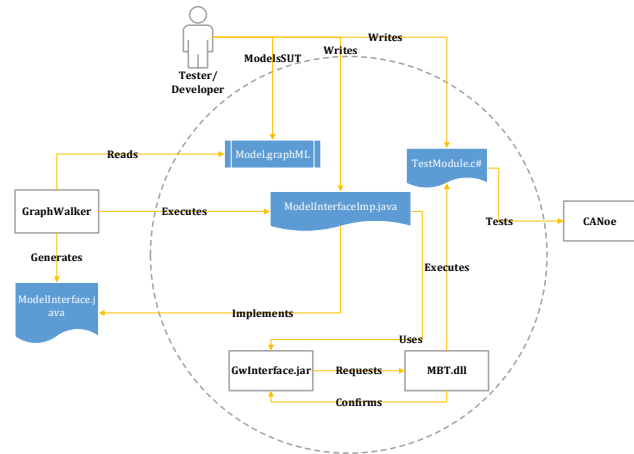 Writes
ModelsSUT
Writes
Tester/
Developer
Model.graphML
Reads
TestModule.c#
GraphWalker
Executes
ModelInterfaceImp.java
Tests
CANoe
Generates
Executes
ModelInterface.j
ava
Implements
Uses
GwInterface.jar
Requests
MBT.dll
Confirms